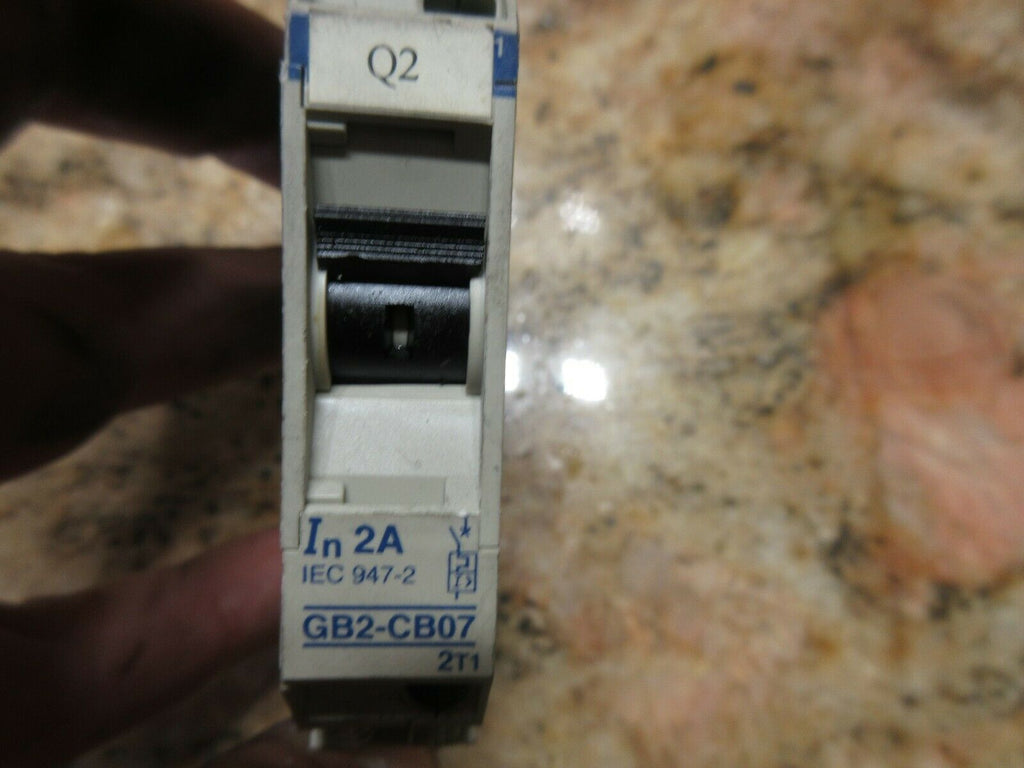 1
Q2
In 2A
IEC 947-2
GB2-CB07
2T1